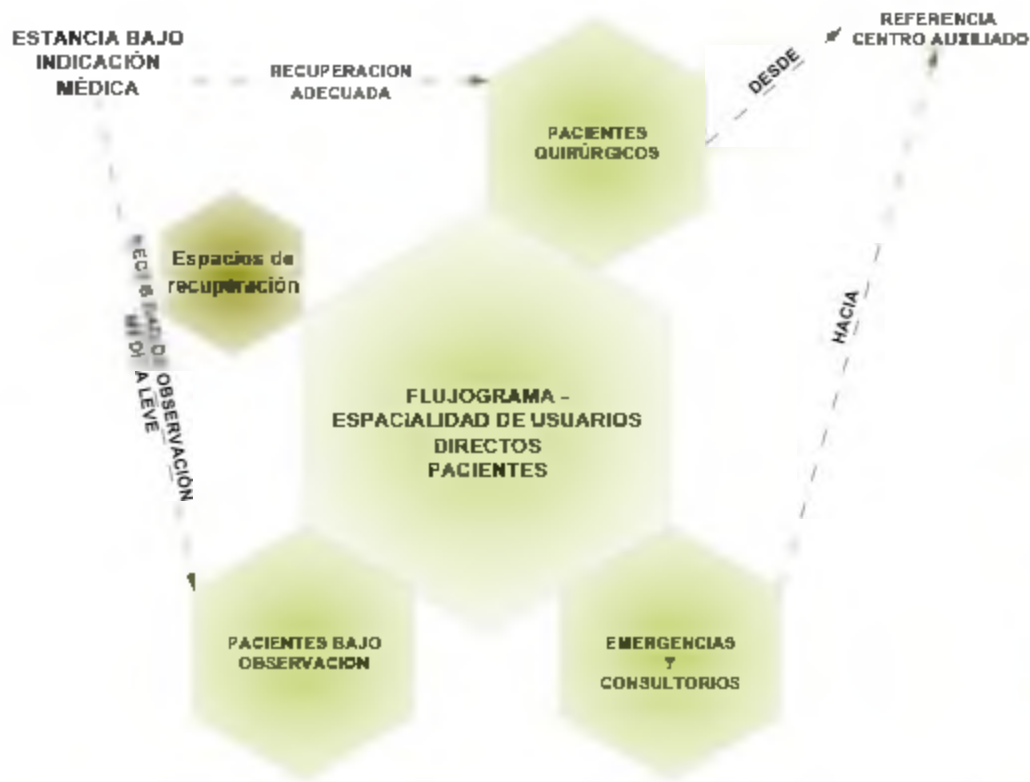 ESTANCIA BAJO
INDICACIÓN
MÉDICA
RECUPERACION
ADECUADA
PACIENTES
QUIRÚRGICOS
DESDE
REFERENCIA
CENTRO AUXILIADO
HACIA
Espacios de
recuperación
OBSERVACIÓN
LEVE
FLUJOGRAMA –
ESPACIALIDAD DE USUARIOS
DIRECTOS
PACIENTES
PACIENTES BAJO
OBSERVACION
EMERGENCIAS
Y
CONSULTORIOS